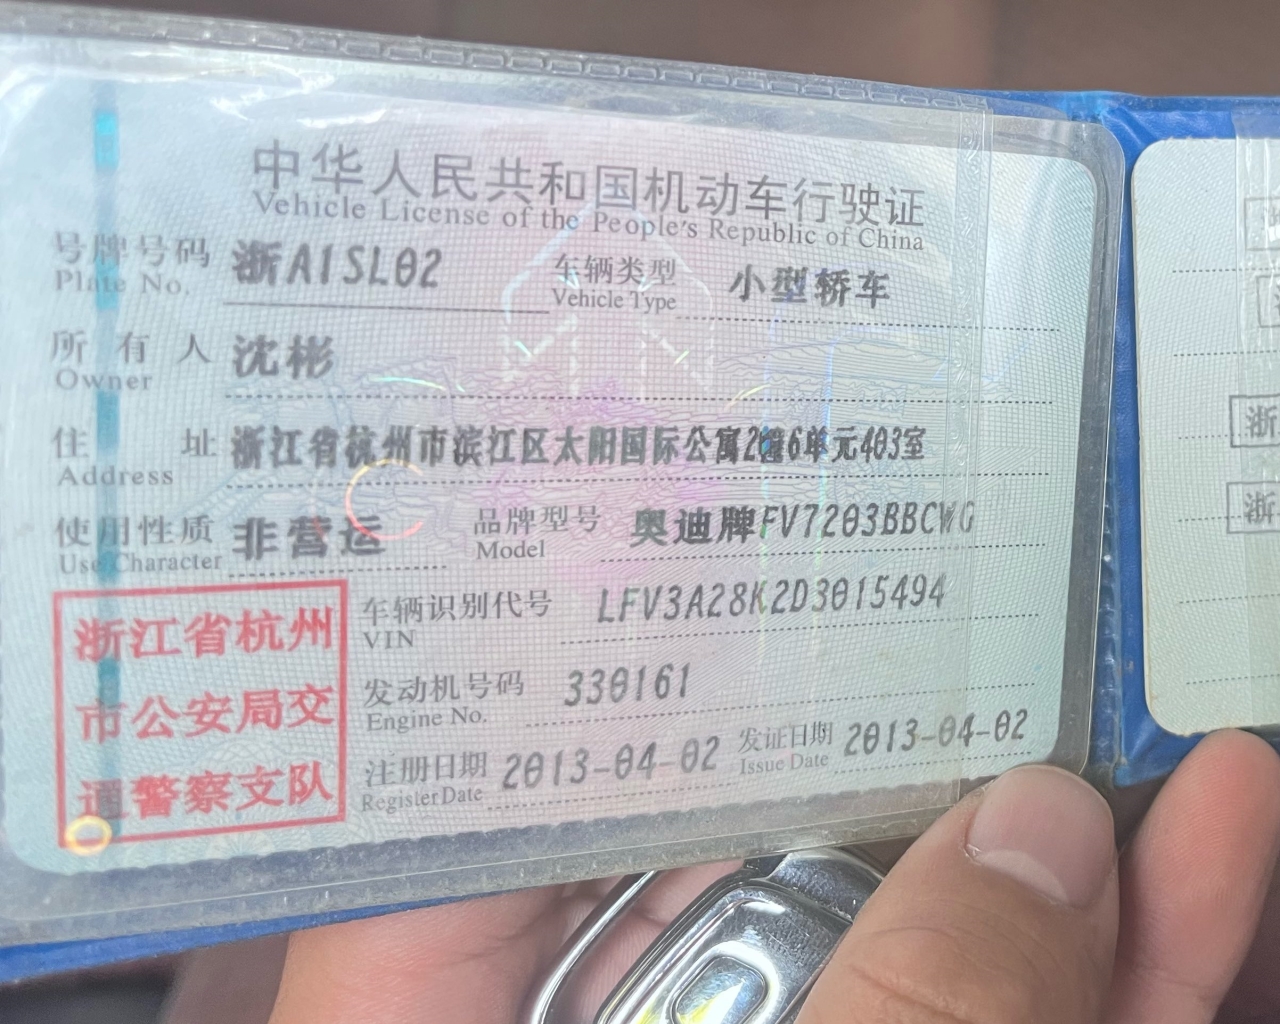 中华人民共和国机动车行驶证
Vehicle License of the People's Republic of China
号牌号码 浙A1SL02 车辆类型 小型轿车
Plate No. Vehicle Type
所有人 沈彬
Owner
住址 浙江省杭州市滨江区太阳国际公寓2幢6单元403室
Address
使用性质 非营运 品牌型号 奥迪牌FV7203BBCWG
Use Character Model
浙江省杭州
市公安局交
通警察支队
车辆识别代号 LFV3A28K2D3015494
VIN
发动机号码 330161
Engine No.
注册日期 2013-04-02 发证日期 2013-04-02
Register Date Issue Date
浙
浙